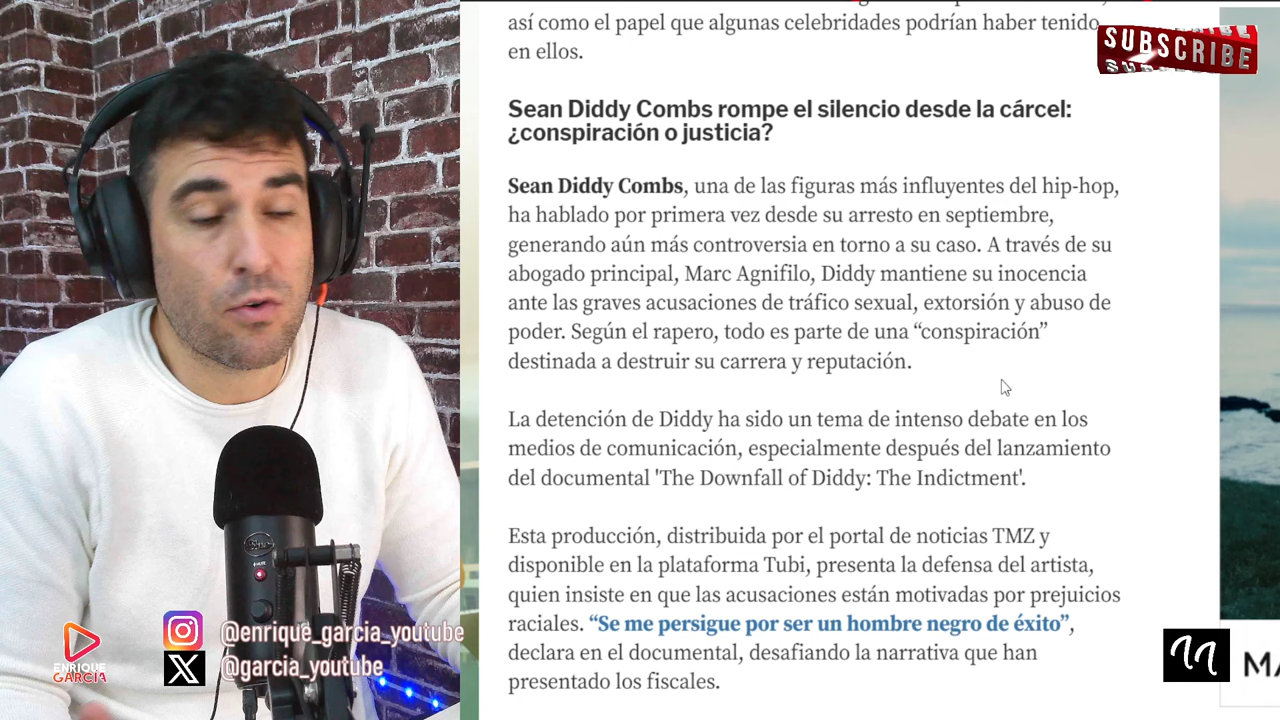 así como el papel que algunas celebridades podrían haber tenido
en ellos.
SUBSCRIBE
Sean Diddy Combs rompe el silencio desde la cárcel:
¿conspiración o justicia?
Sean Diddy Combs, una de las figuras más influyentes del hip-hop,
ha hablado por primera vez desde su arresto en septiembre,
generando aún más controversia en torno a su caso. A través de su
abogado principal, Marc Agnifilo, Diddy mantiene su inocencia
ante las graves acusaciones de tráfico sexual, extorsión y abuso de
poder. Según el rapero, todo es parte de una “conspiración”
destinada a destruir su carrera y reputación.
La detención de Diddy ha sido un tema de intenso debate en los
medios de comunicación, especialmente después del lanzamiento
del documental 'The Downfall of Diddy: The Indictment'.
Esta producción, distribuida por el portal de noticias TMZ y
disponible en la plataforma Tubi, presenta la defensa del artista,
quien insiste en que las acusaciones están motivadas por prejuicios
raciales. “Se me persigue por ser un hombre negro de éxito”,
declara en el documental, desafiando la narrativa que han
presentado los fiscales.
ENRIQUE
GARCIA
@enrique_garcia_youtube
@garcia_youtube
MA